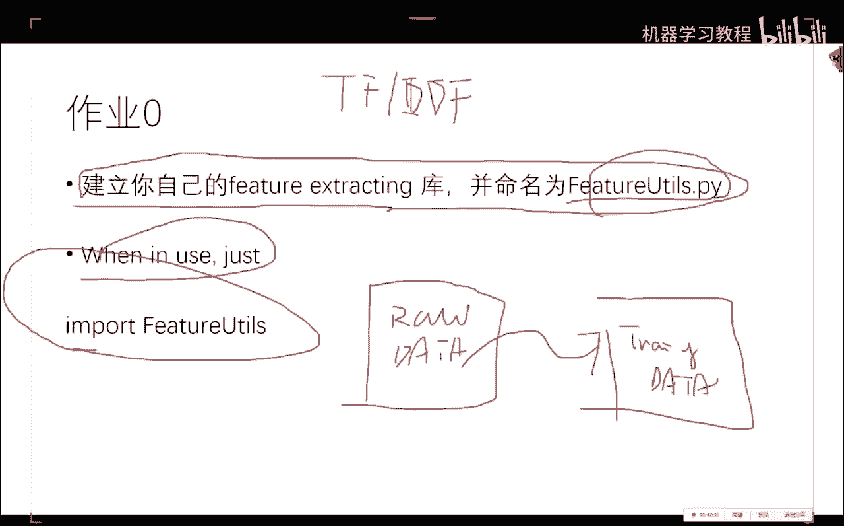 机器学习教程 bilibili
TF/IDF
作业0
• 建立你自己的feature extracting 库，并命名为FeatureUtils.py
• When in use, just
import FeatureUtils
RAW
DATA
DATA